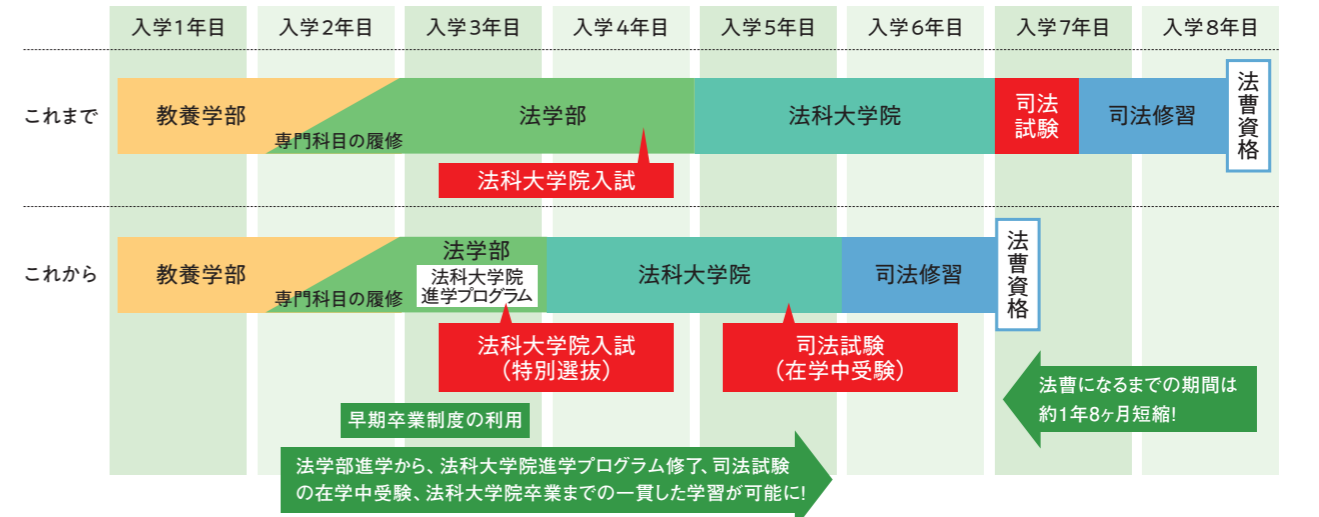 入学1年目
入学2年目
入学3年目
入学4年目
入学5年目
入学6年目
入学7年目
入学8年目
これまで
教養学部
専門科目の履修
法学部
法科大学院入試
法科大学院
司法
試験
司法修習
法曹資格
これから
教養学部
専門科目の履修
法学部
法科大学院
進学プログラム
法科大学院入試
（特別選抜）
法科大学院
司法試験
（在学中受験）
司法修習
法曹資格
法曹になるまでの期間は
約1年8ヶ月短縮!
早期卒業制度の利用
法学部進学から、法科大学院進学プログラム修了、司法試験
の在学中受験、法科大学院卒業までの一貫した学習が可能に!